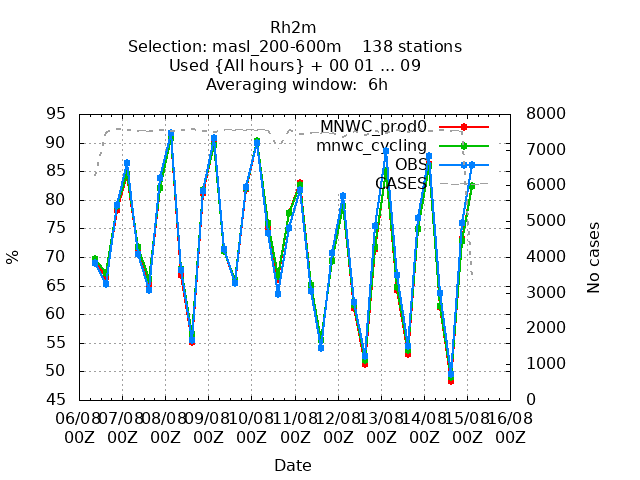 Rh2m
Selection: masl_200-600m    138 stations
Used {All hours} + 00 01 ... 09
Averaging window:  6h
95
90
85
80
75
70
65
60
55
50
45
%
8000
7000
6000
5000
4000
3000
2000
1000
0
No cases
MNWC_prod0
mnwc_cycling
OBS
CASES
06/08 07/08 08/08 09/08 10/08 11/08 12/08 13/08 14/08 15/08 16/08
00Z 00Z 00Z 00Z 00Z 00Z 00Z 00Z 00Z 00Z 00Z
Date